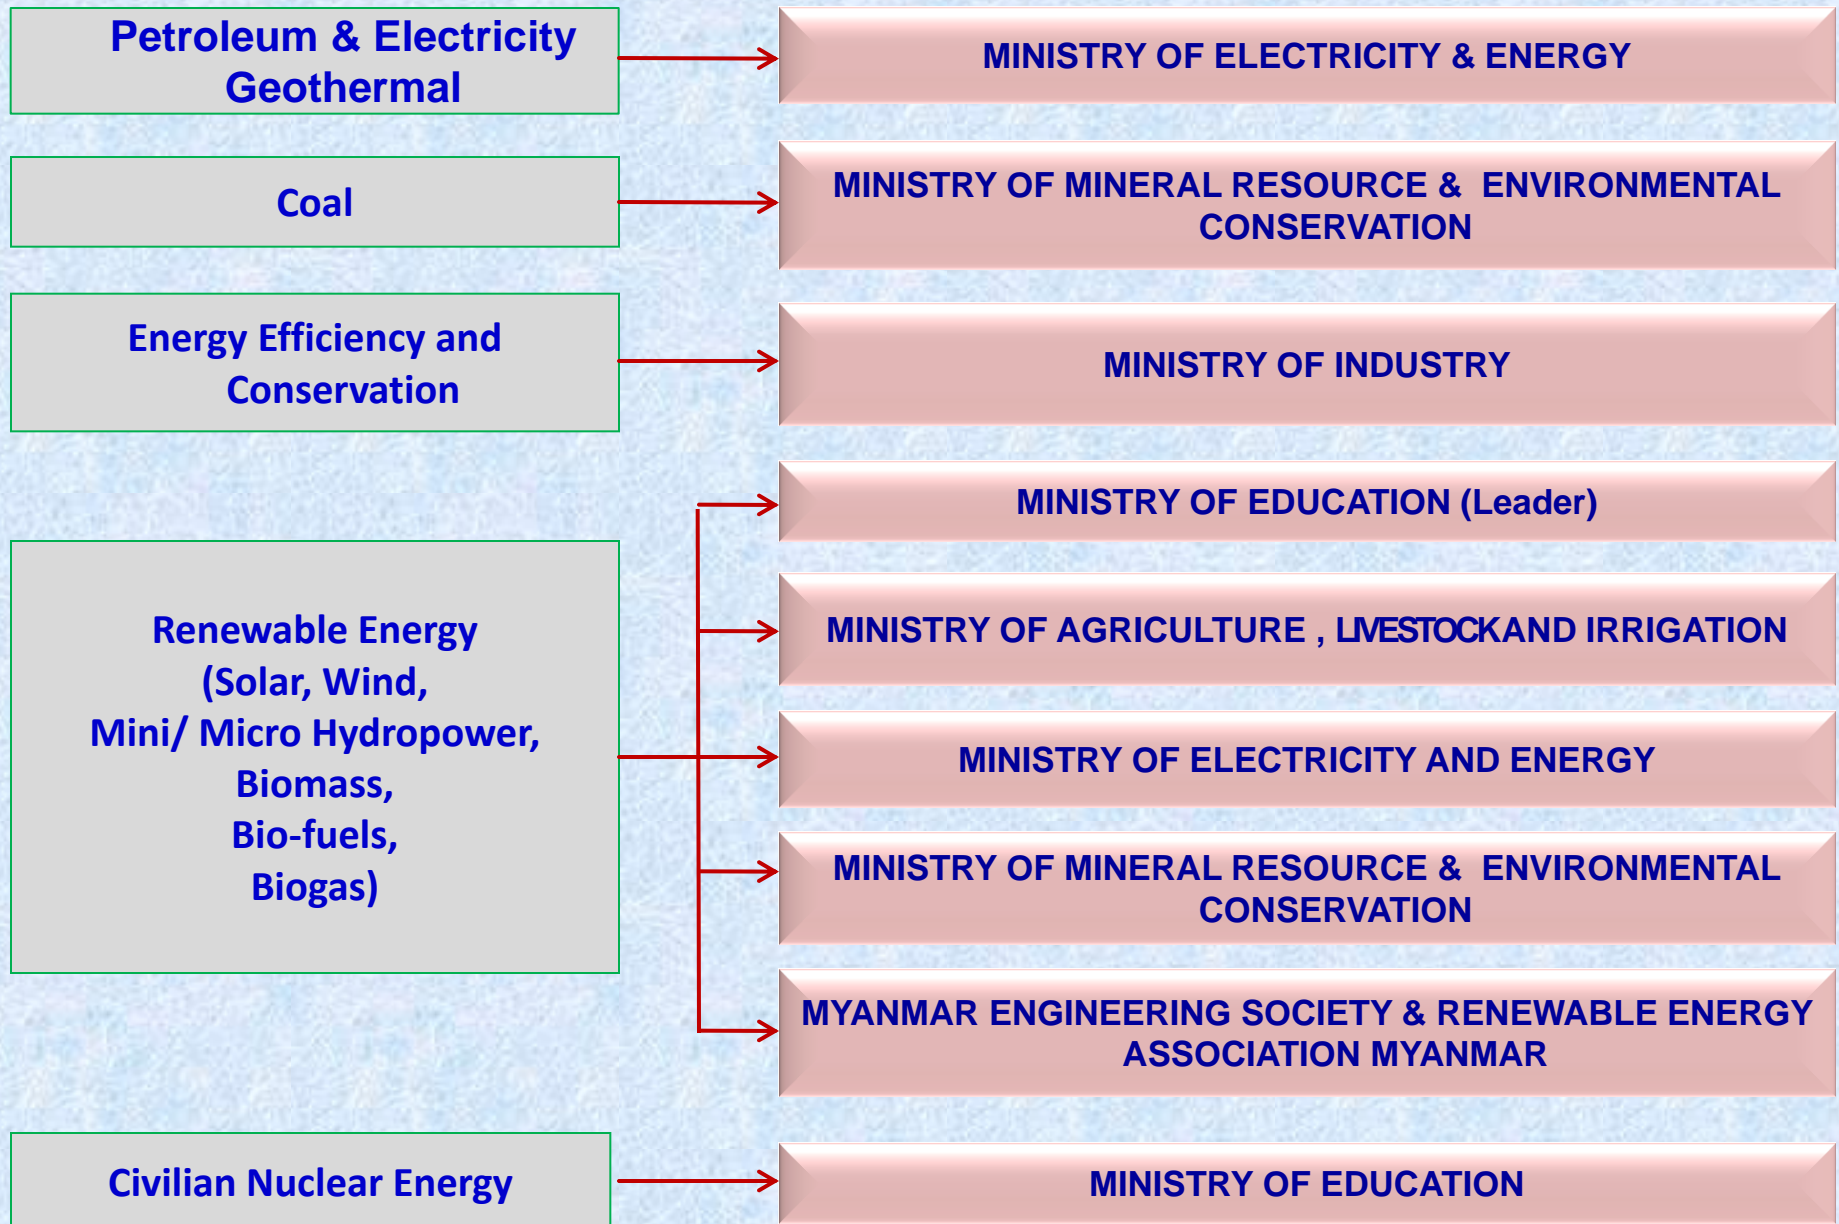 Petroleum & Electricity
Geothermal
MINISTRY OF ELECTRICITY & ENERGY
Coal
MINISTRY OF MINERAL RESOURCE & ENVIRONMENTAL
CONSERVATION
Energy Efficiency and
Conservation
MINISTRY OF INDUSTRY
Renewable Energy
(Solar, Wind,
Mini/ Micro Hydropower,
Biomass,
Bio-fuels,
Biogas)
MINISTRY OF EDUCATION (Leader)
MINISTRY OF AGRICULTURE , LIVESTOCKAND IRRIGATION
MINISTRY OF ELECTRICITY AND ENERGY
MINISTRY OF MINERAL RESOURCE & ENVIRONMENTAL
CONSERVATION
MYANMAR ENGINEERING SOCIETY & RENEWABLE ENERGY
ASSOCIATION MYANMAR
Civilian Nuclear Energy
MINISTRY OF EDUCATION